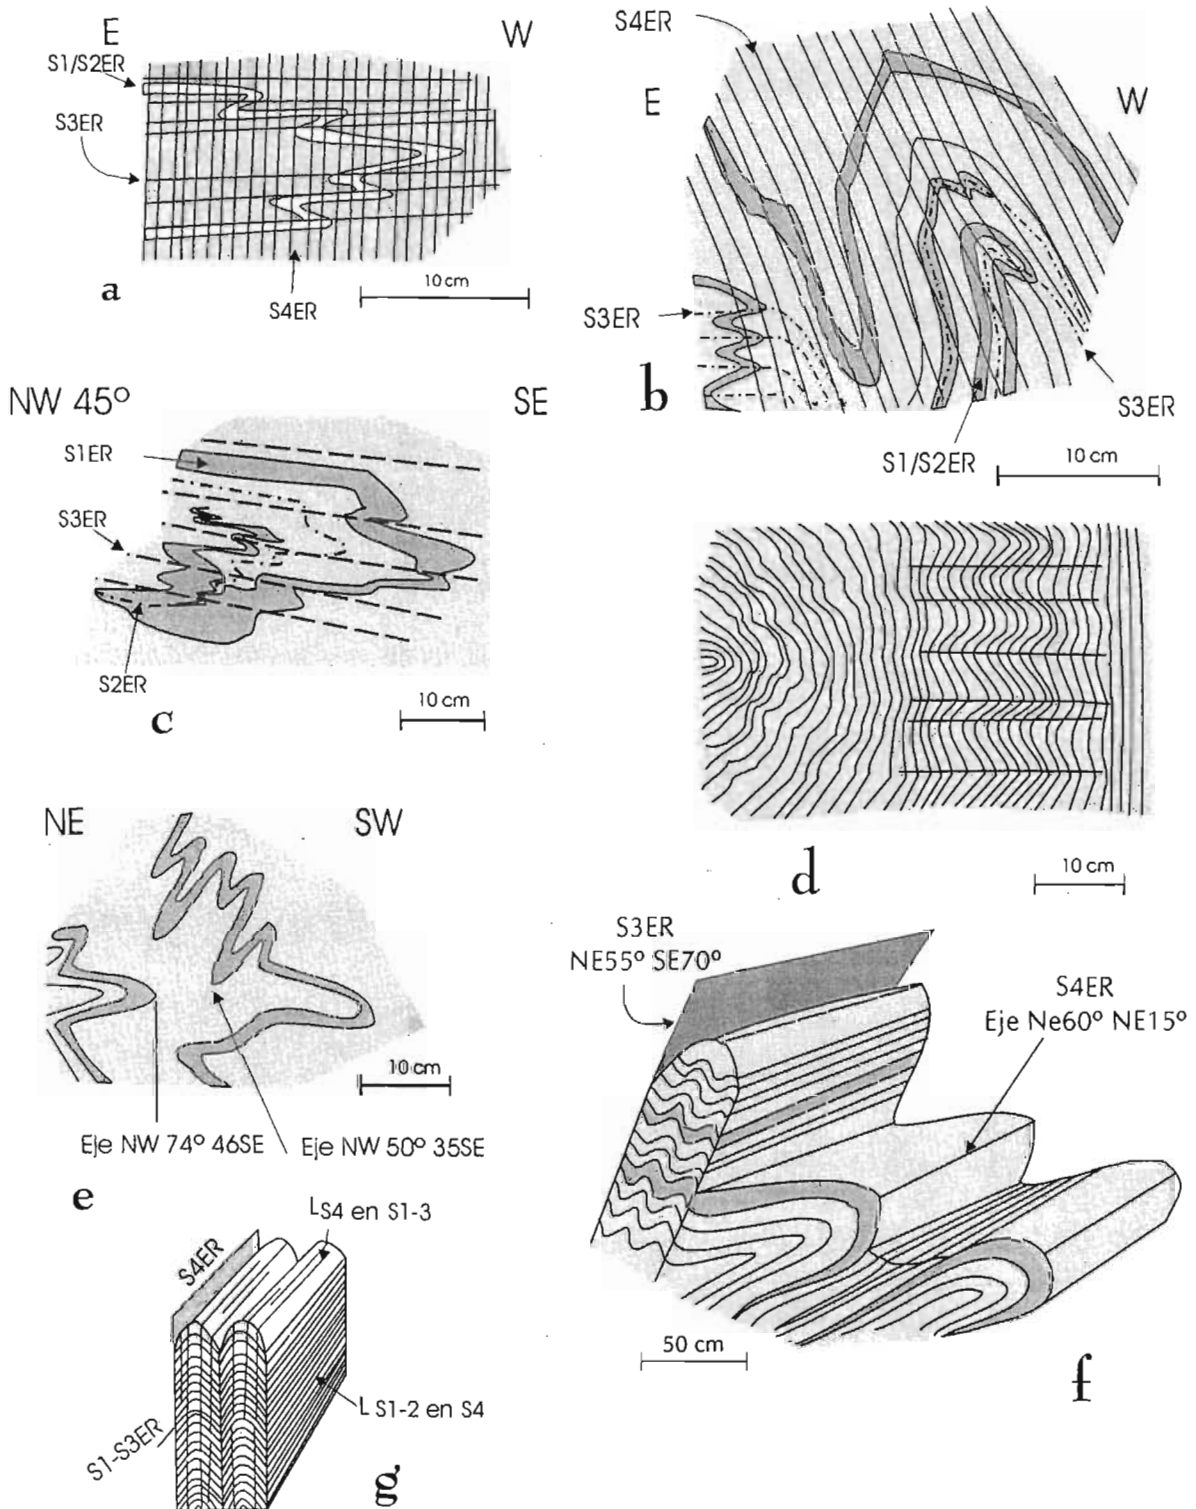 E
W
S1/S2ER
S3ER
S4ER
10 cm
a
S4ER
E
W
S3ER
S3ER
S1/S2ER
10 cm
b
NW 45º
SE
S1ER
S3ER
S2ER
10 cm
c
10 cm
d
NE
SW
10 cm
Eje NW 74º 46SE
Eje NW 50º 35SE
e
S3ER
NE55º SE70º
S4ER
Eje Ne60º NE15º
50 cm
f
LS4 en S1-3
S4ER
L S1-2 en S4
S1-S3ER
g